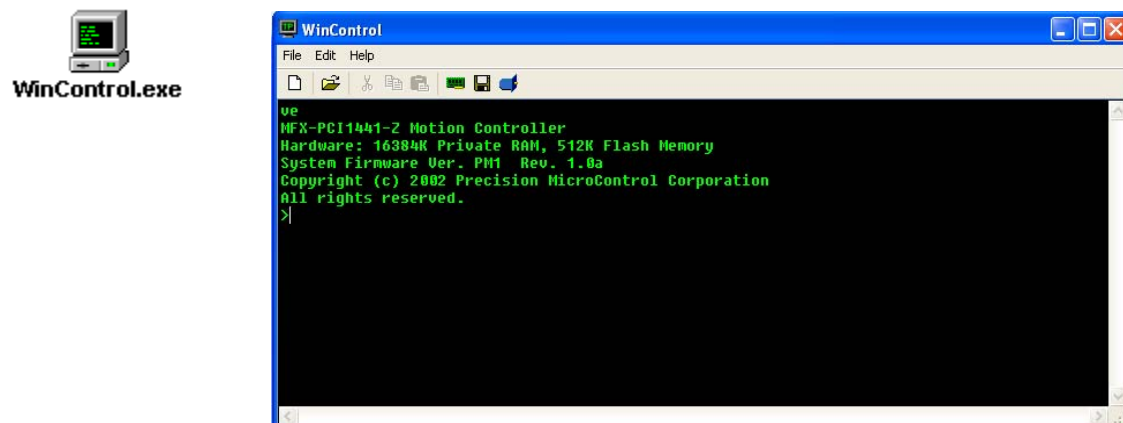 WinControl.exe
WinControl
File Edit Help
ve
MFX-PCI1441-Z Motion Controller
Hardware: 16384K Private RAM, 512K Flash Memory
System Firmware Ver. PM1  Rev. 1.0a
Copyright (c) 2002 Precision MicroControl Corporation
All rights reserved.
>